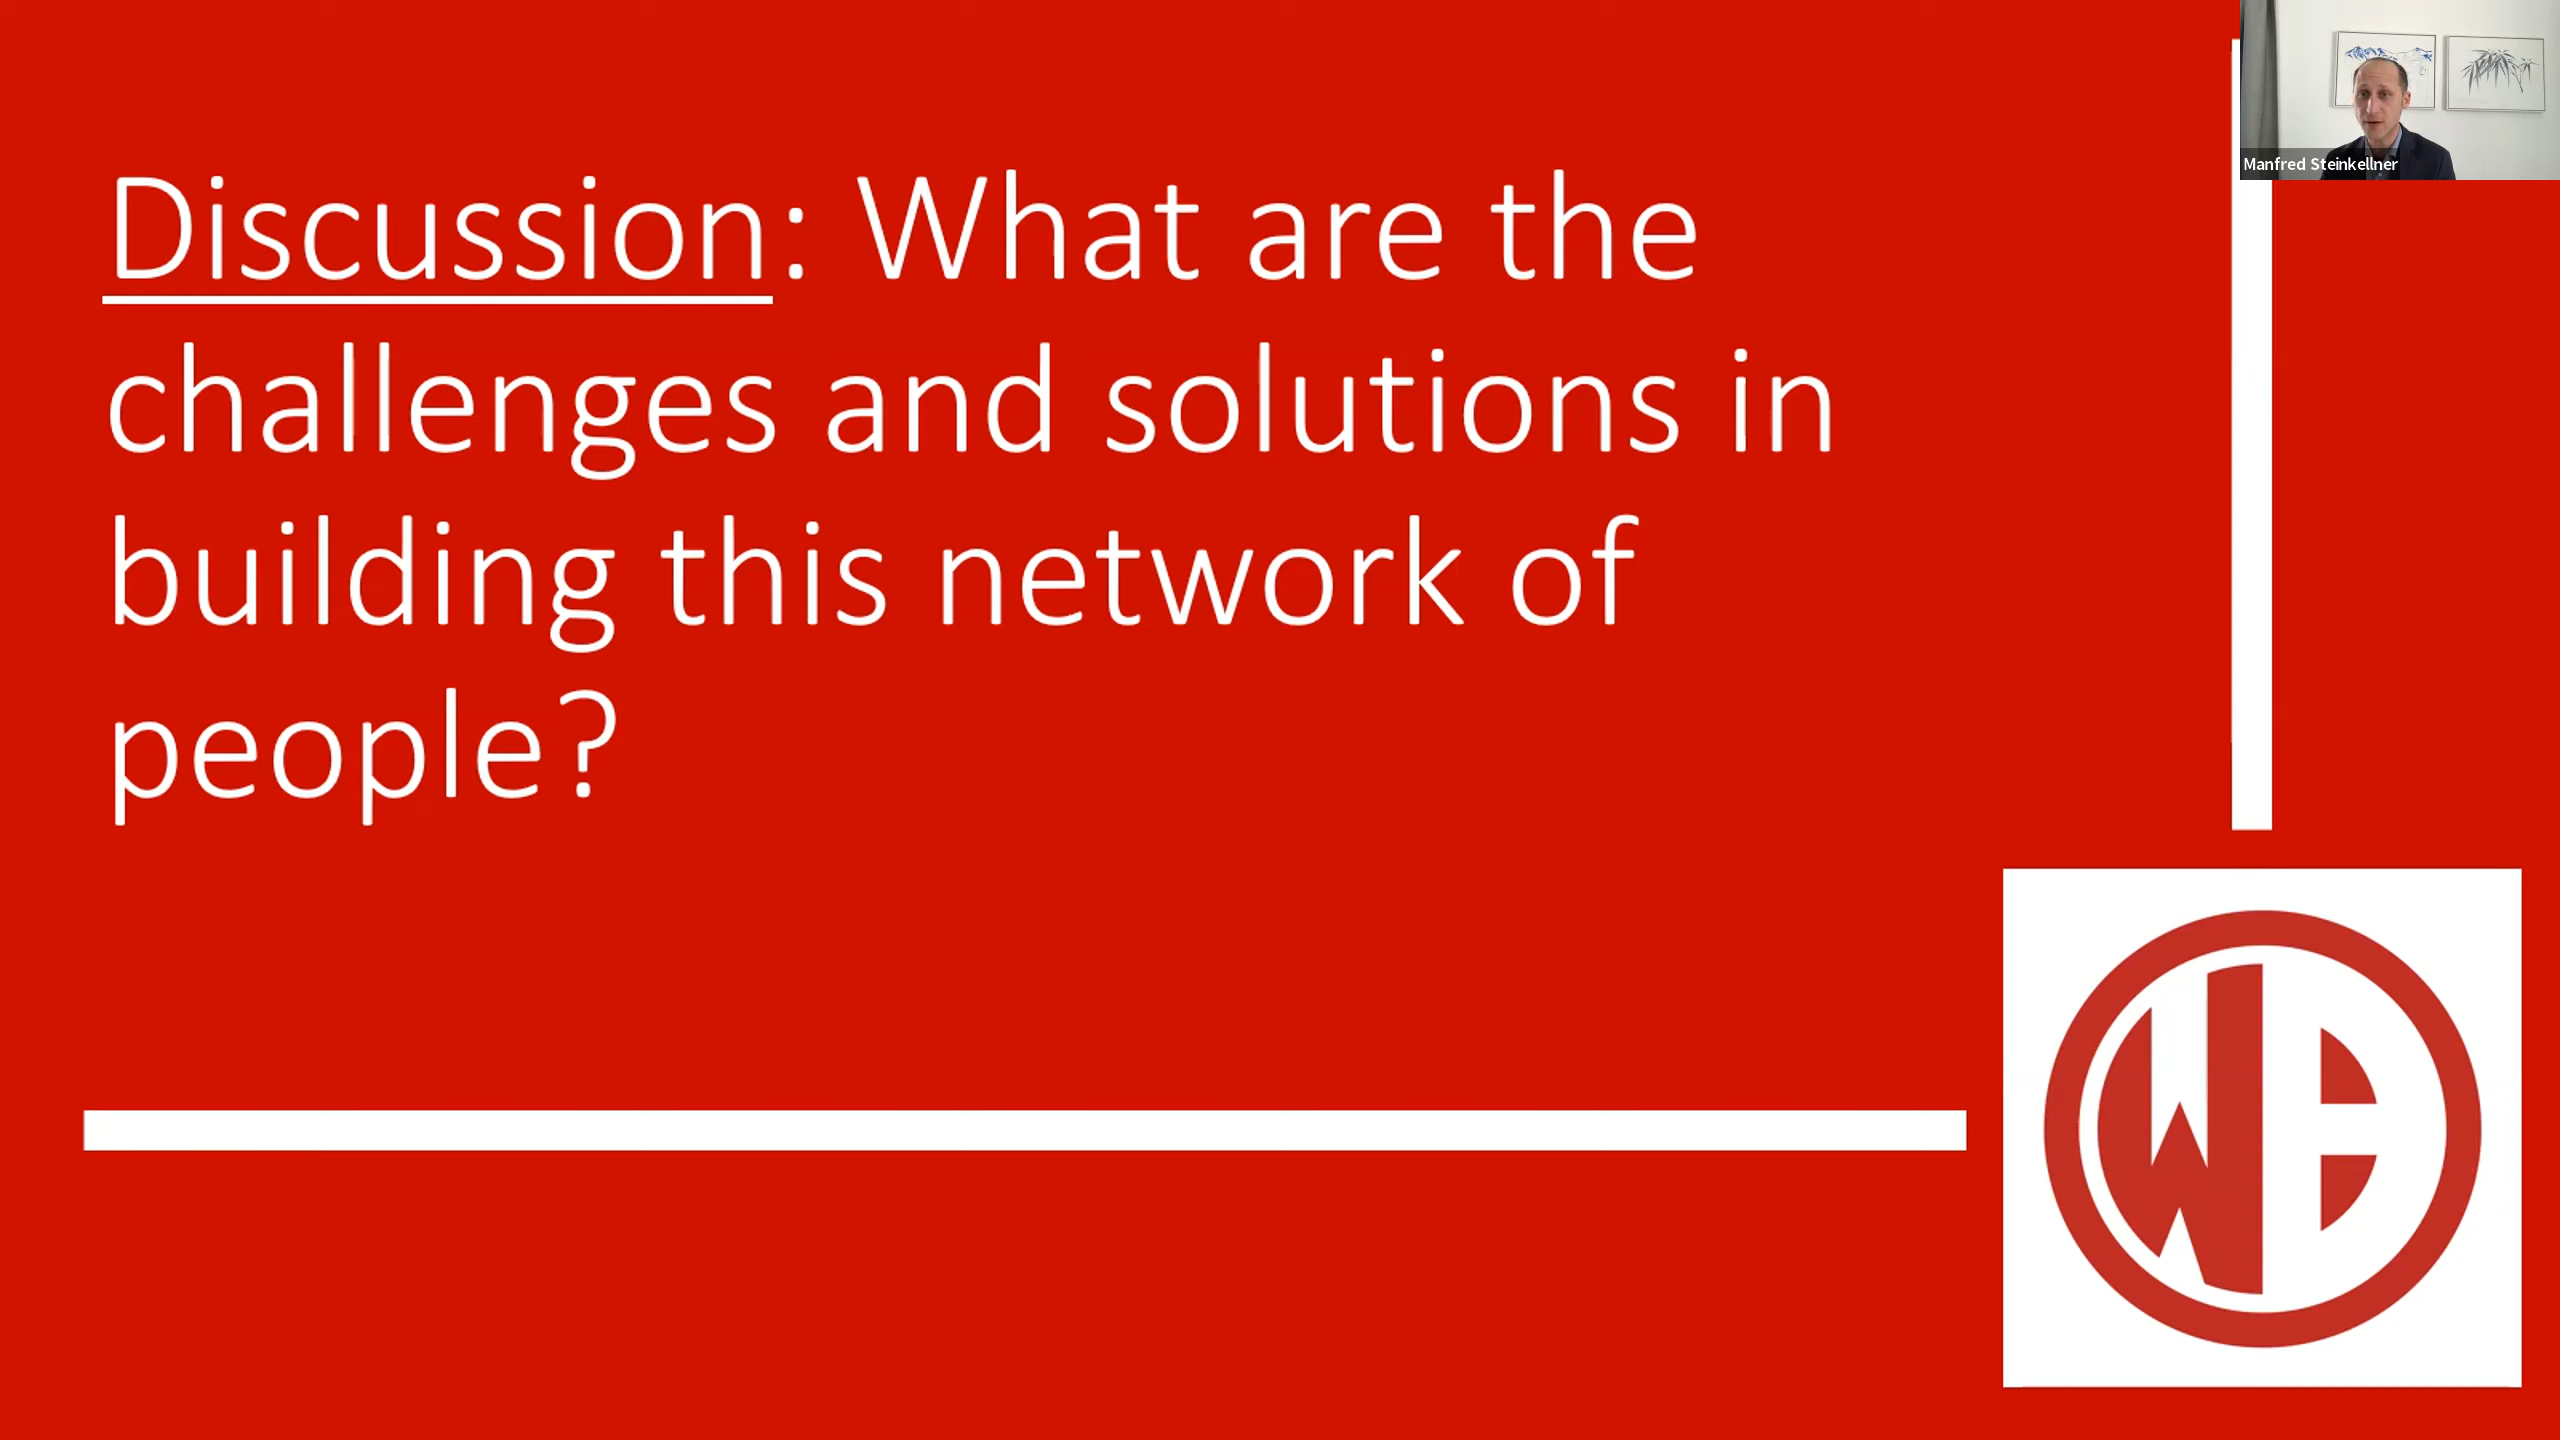 Discussion: What are the
challenges and solutions in
building this network of
people?
Manfred Steinkellner